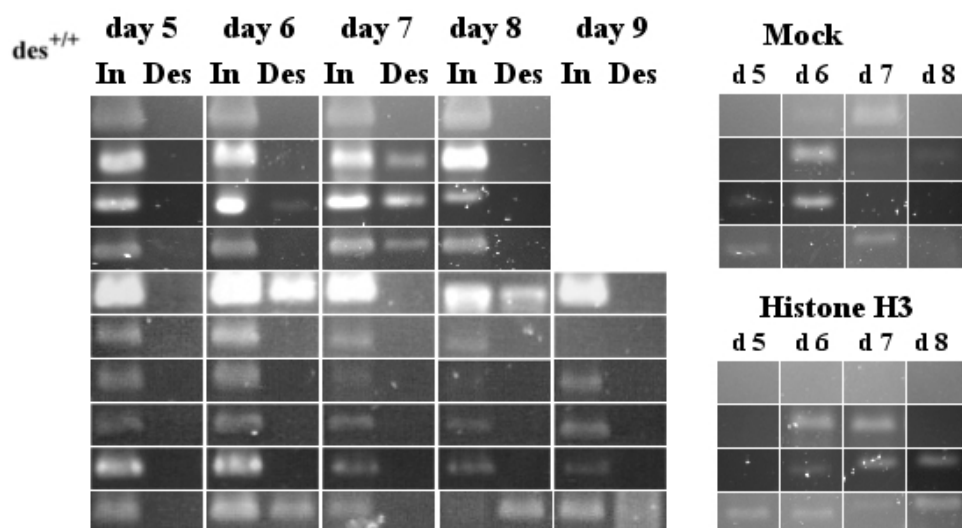 des+/+ day 5 day 6 day 7 day 8 day 9
In Des In Des In Des In Des In Des
Mock
d 5 d 6 d 7 d 8
Histone H3
d 5 d 6 d 7 d 8